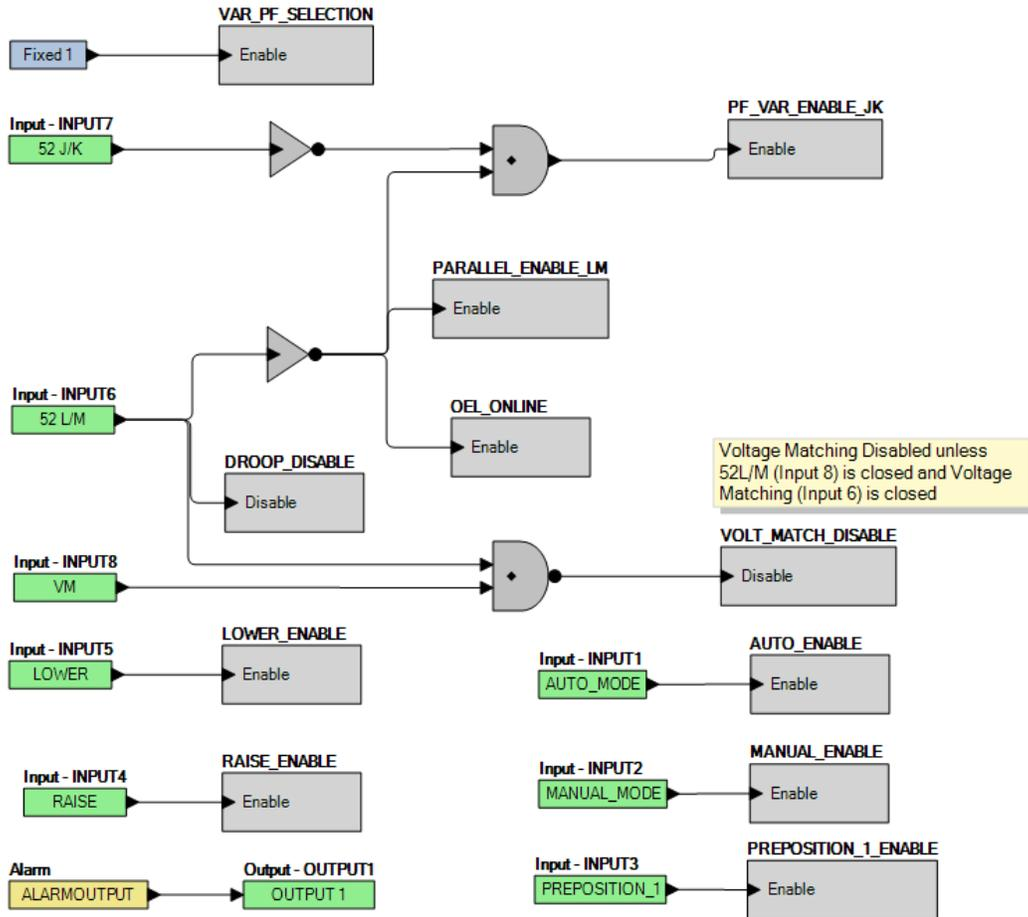 VAR_PF_SELECTION
Fixed 1
Enable
Input - INPUT7
52 J/K
PF_VAR_ENABLE_JK
Enable
PARALLEL_ENABLE_LM
Enable
Input - INPUT6
52 L/M
OEL_ONLINE
Enable
DROOP_DISABLE
Disable
Voltage Matching Disabled unless
52L/M (Input 8) is closed and Voltage
Matching (Input 6) is closed
Input - INPUT8
VM
VOLT_MATCH_DISABLE
Disable
Input - INPUT5
LOWER
LOWER_ENABLE
Enable
Input - INPUT1
AUTO_MODE
AUTO_ENABLE
Enable
Input - INPUT4
RAISE
RAISE_ENABLE
Enable
Input - INPUT2
MANUAL_MODE
MANUAL_ENABLE
Enable
Alarm
ALARMOUTPUT
Output - OUTPUT1
OUTPUT 1
Input - INPUT3
PREPOSITION_1
PREPOSITION_1_ENABLE
Enable